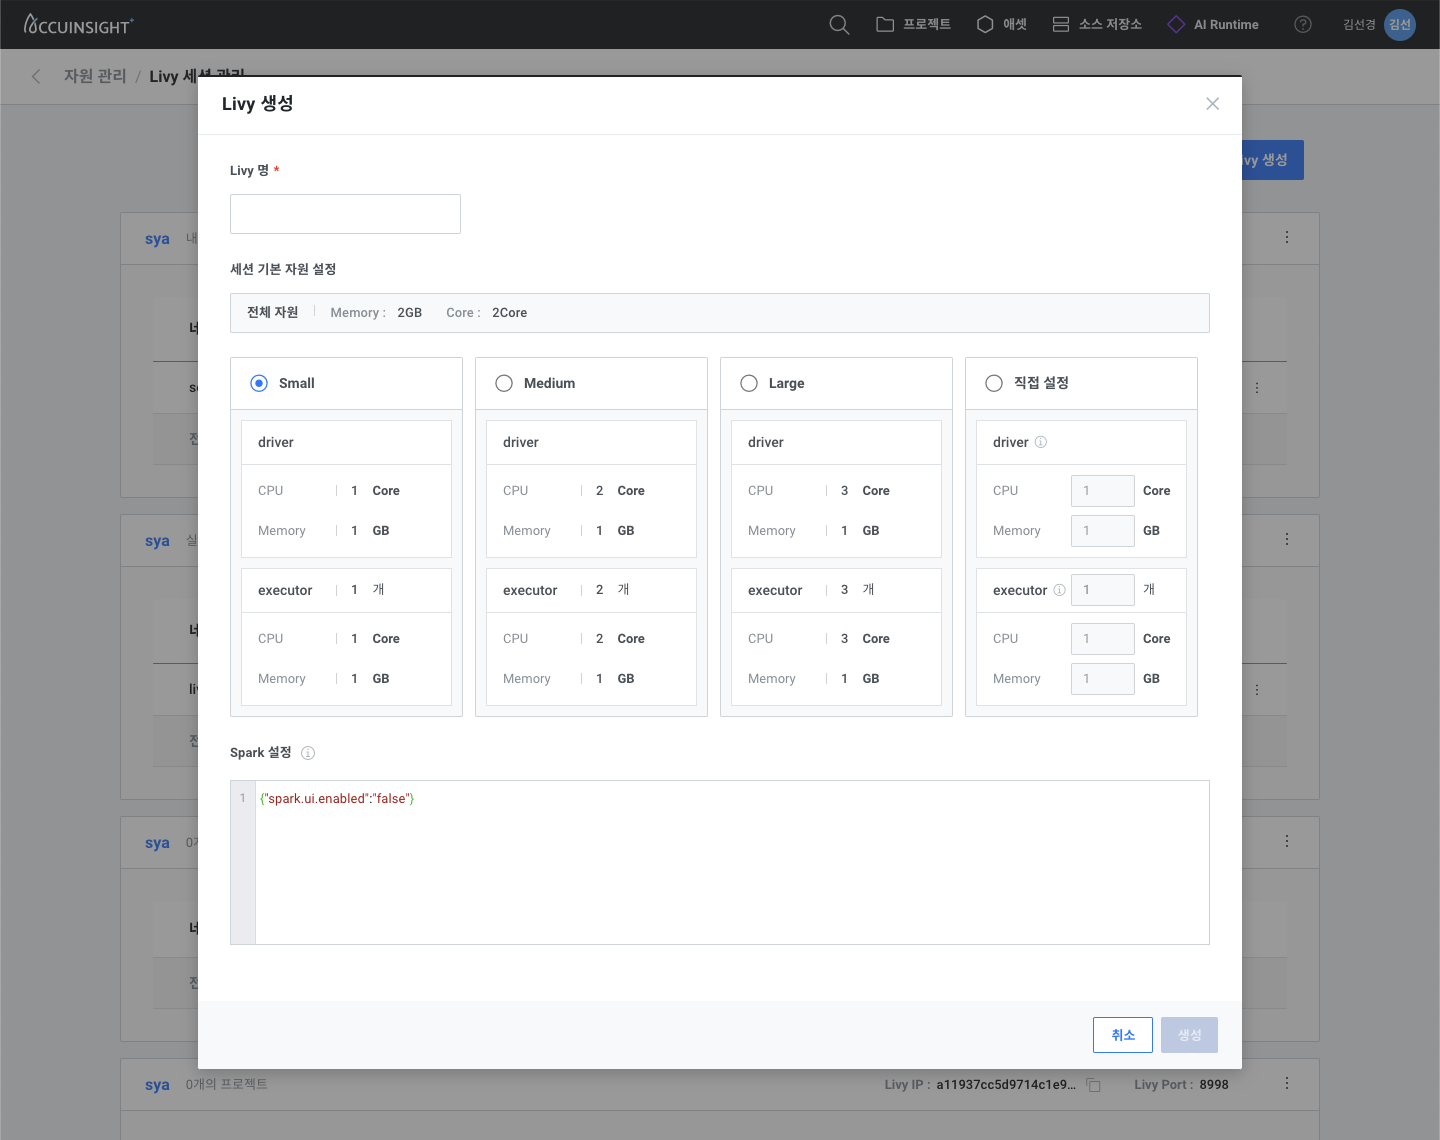 ACCUINSIGHT+
프로젝트
애셋
소스 저장소
AI Runtime
김선경
김선
자원 관리 / Livy 세션 관리
Livy 생성
Livy 명 *
vy 생성
sya 내
세션 기본 자원 설정
전체 자원 Memory : 2GB Core : 2Core
Small Medium Large 직접 설정
driver driver driver driver
CPU 1 Core CPU 2 Core CPU 3 Core CPU 1 Core
Memory 1 GB Memory 1 GB Memory 1 GB Memory 1 GB
sya 실
executor 1 개 executor 2 개 executor 3 개 executor 1 개
CPU 1 Core CPU 2 Core CPU 3 Core CPU 1 Core
Memory 1 GB Memory 1 GB Memory 1 GB Memory 1 GB
Spark 설정
1 {"spark.ui.enabled":"false"}
sya 0개
취소 생성
sya 0개의 프로젝트 Livy IP : a11937cc5d9714c1e9... Livy Port : 8998